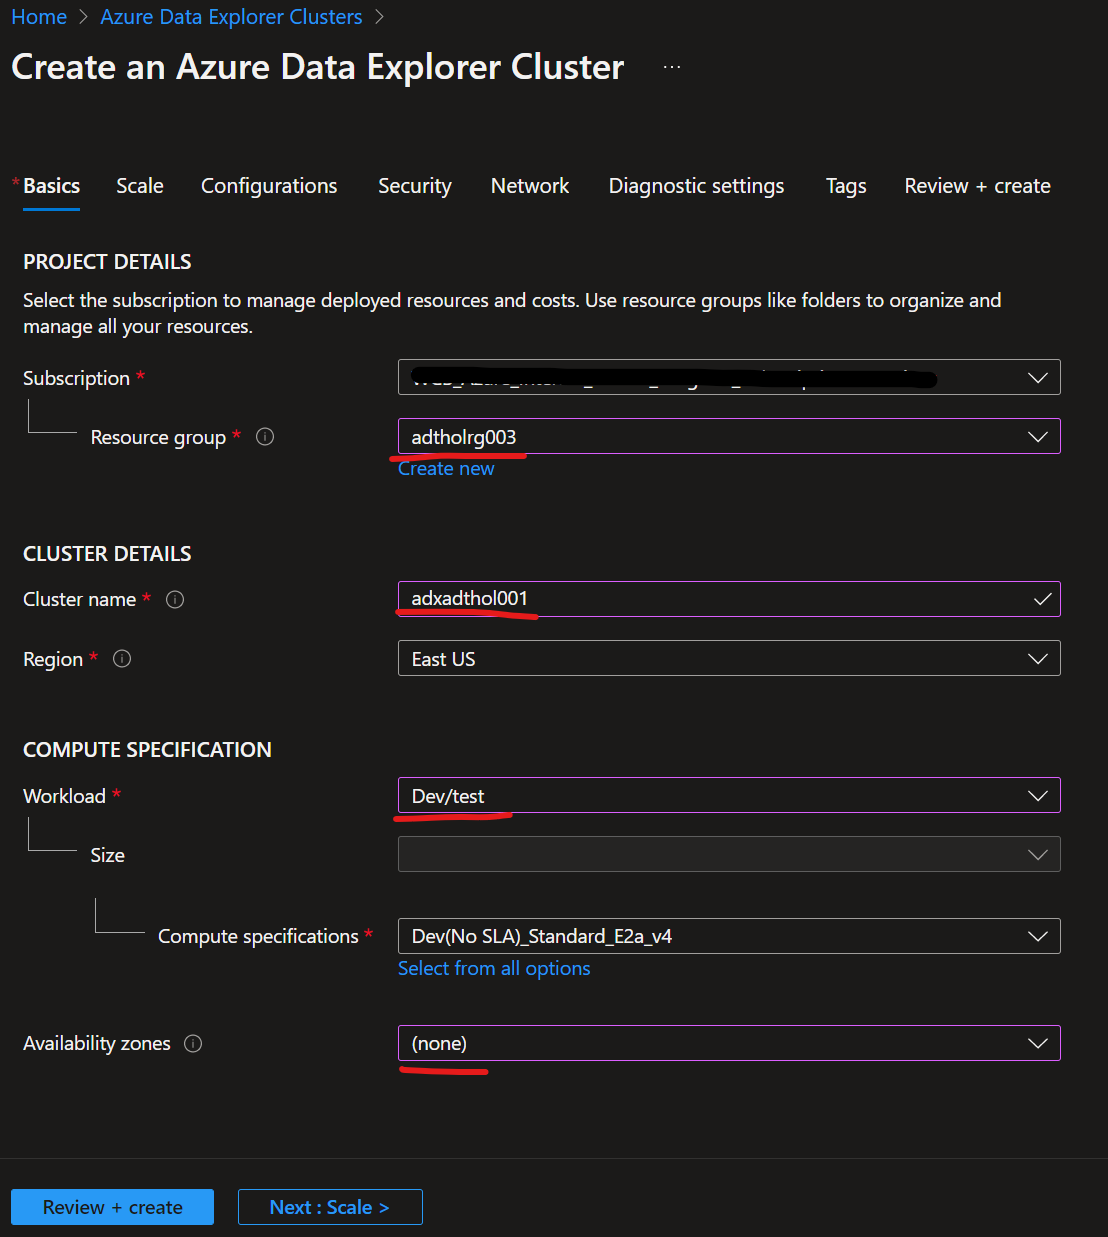 Home > Azure Data Explorer Clusters >
Create an Azure Data Explorer Cluster ...
* Basics Scale Configurations Security Network Diagnostic settings Tags Review + create
PROJECT DETAILS
Select the subscription to manage deployed resources and costs. Use resource groups like folders to organize and
manage all your resources.
Subscription *
Resource group * adtholrg003
Create new
CLUSTER DETAILS
Cluster name * adxadthol001
Region * East US
COMPUTE SPECIFICATION
Workload * Dev/test
Size
Compute specifications * Dev(No SLA)_Standard_E2a_v4
Select from all options
Availability zones (none)
Review + create Next : Scale >